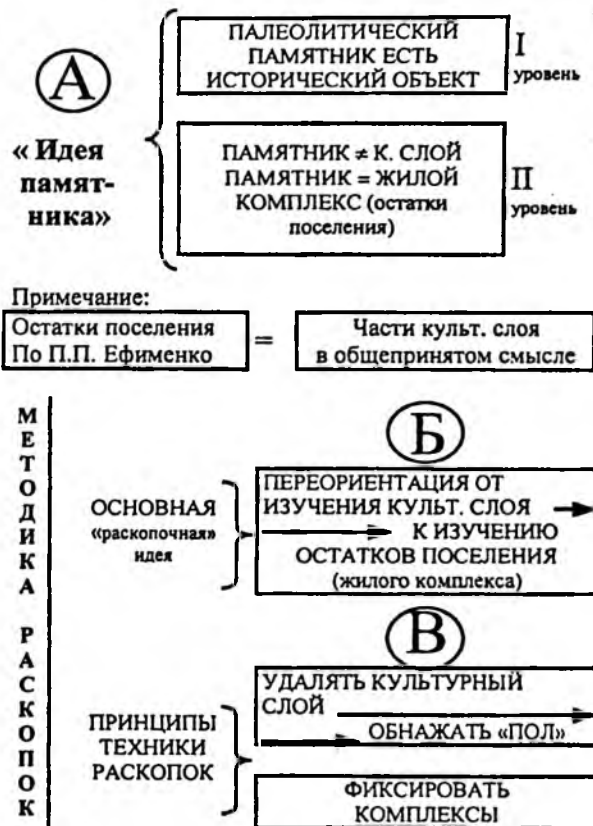 А
« Идея
памят-
ника»
ПАЛЕОЛИТИЧЕСКИЙ
ПАМЯТНИК ЕСТЬ
ИСТОРИЧЕСКИЙ ОБЪЕКТ
I
уровень
ПАМЯТНИК ≠ К. СЛОЙ
ПАМЯТНИК = ЖИЛОЙ
КОМПЛЕКС (остатки
поселения)
II
уровень
Примечание:
Остатки поселения
По П.П. Ефименко
=
Части культ. слоя
в общепринятом смысле
МЕТОДИКА РАСКОПОК
Б
ОСНОВНАЯ
«раскопочная»
идея
ПЕРЕОРИЕНТАЦИЯ ОТ
ИЗУЧЕНИЯ КУЛЬТ. СЛОЯ
К ИЗУЧЕНИЮ
ОСТАТКОВ ПОСЕЛЕНИЯ
(жилого комплекса)
В
ПРИНЦИПЫ
ТЕХНИКИ
РАСКОПОК
УДАЛЯТЬ КУЛЬТУРНЫЙ
СЛОЙ
ОБНАЖАТЬ «ПОЛ»
ФИКСИРОВАТЬ
КОМПЛЕКСЫ